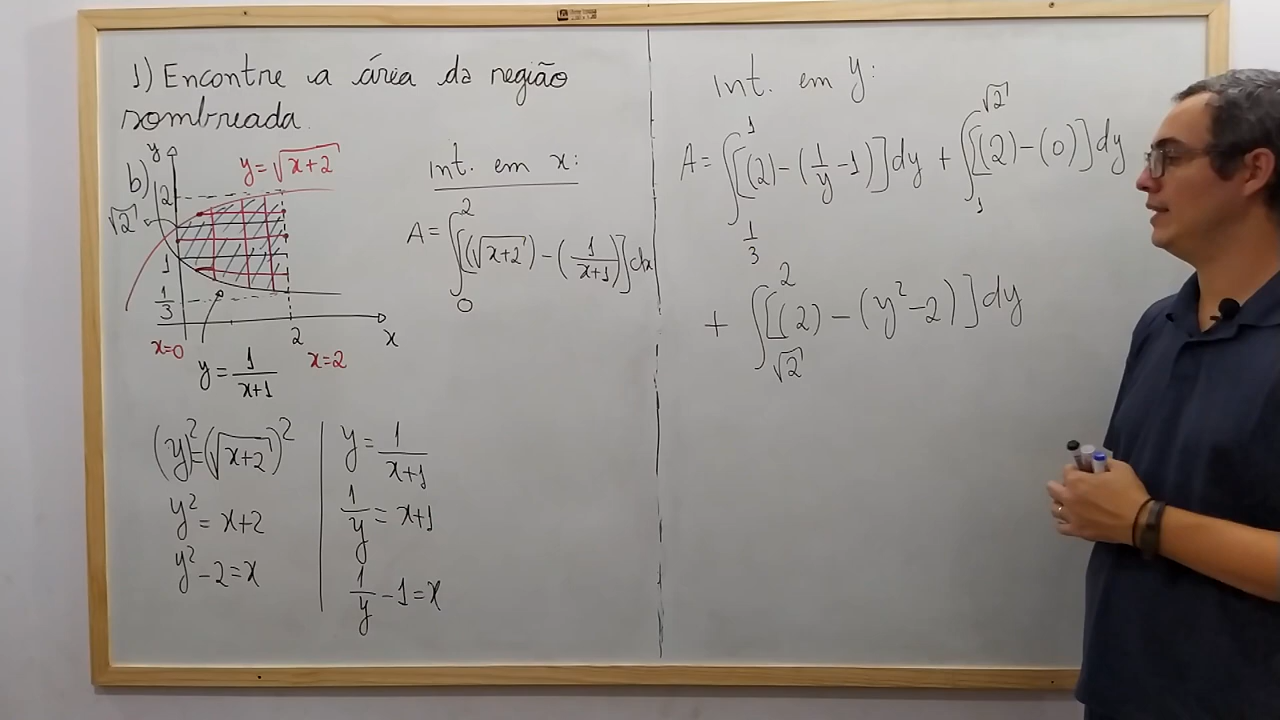 1) Encontre a área da região
sombreada.
b)
y
y = √(x+2)
2
√2
1
1/3
x=0
2
x
x=2
y = 1/(x+1)
int. em x:
A = ∫₀² [(√(x+2)) − (1/(x+1))] dx
(y)² = (√(x+2))²
y² = x+2
y² − 2 = x
y = 1/(x+1)
1/y = x+1
1/y − 1 = x
Int. em y:
A = ∫_{1/3}^{1} [(2) − (1/y − 1)] dy + ∫_{1}^{√2} [(2) − (0)] dy
+ ∫_{√2}^{2} [(2) − (y² − 2)] dy